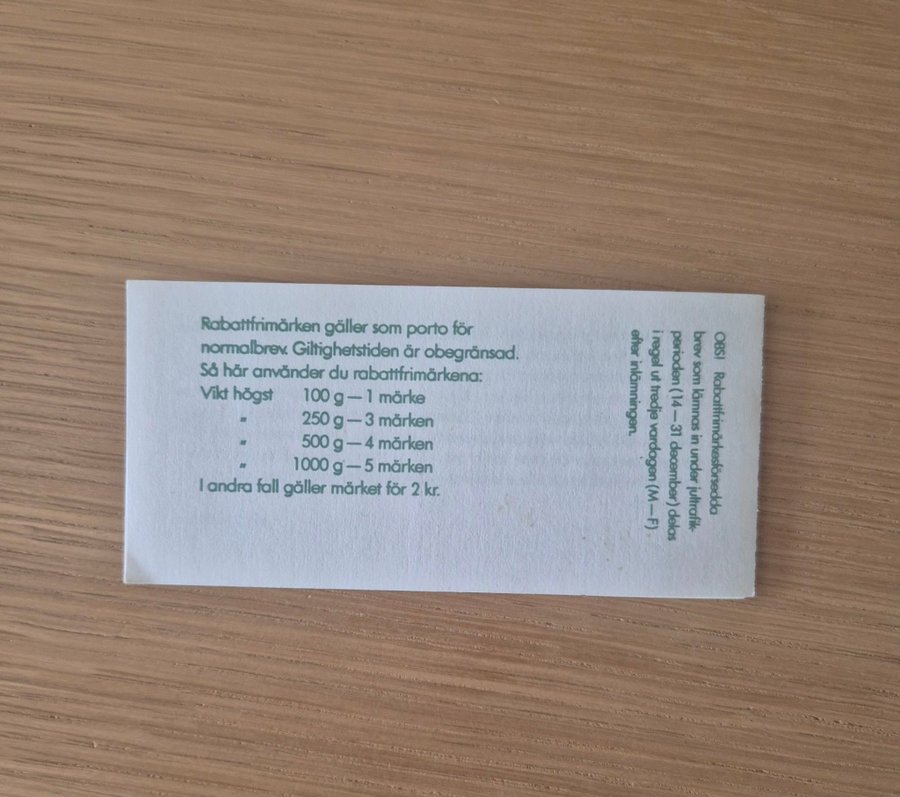 Rabattfrimärken gäller som porto för
normalbrev. Giltighetstiden är obegränsad.
Så här använder du rabattfrimärkena:
Vikt högst 100 g — 1 märke
" 250 g — 3 märken
" 500 g — 4 märken
" 1000 g — 5 märken
I andra fall gäller märket för 2 kr.
OBS! Rabattfrimärkesförsedda
brev som lämnas in under jultrafik-
perioden (14 — 31 december) delas
i regel ut tredje vardagen (M — F)
efter inlämningen.